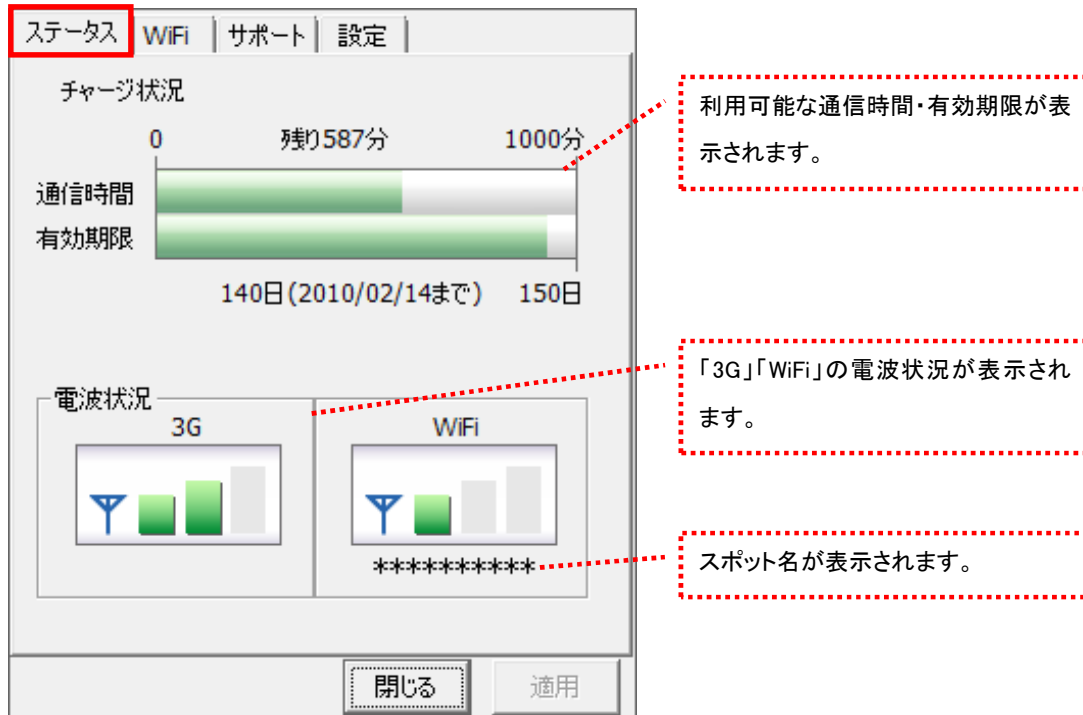 ステータス WiFi サポート 設定
チャージ状況
0 残り587分 1000分
通信時間
有効期限
140日(2010/02/14まで) 150日
利用可能な通信時間・有効期限が表
示されます。
電波状況
3G WiFi
**********
「3G」「WiFi」の電波状況が表示され
ます。
スポット名が表示されます。
閉じる 適用